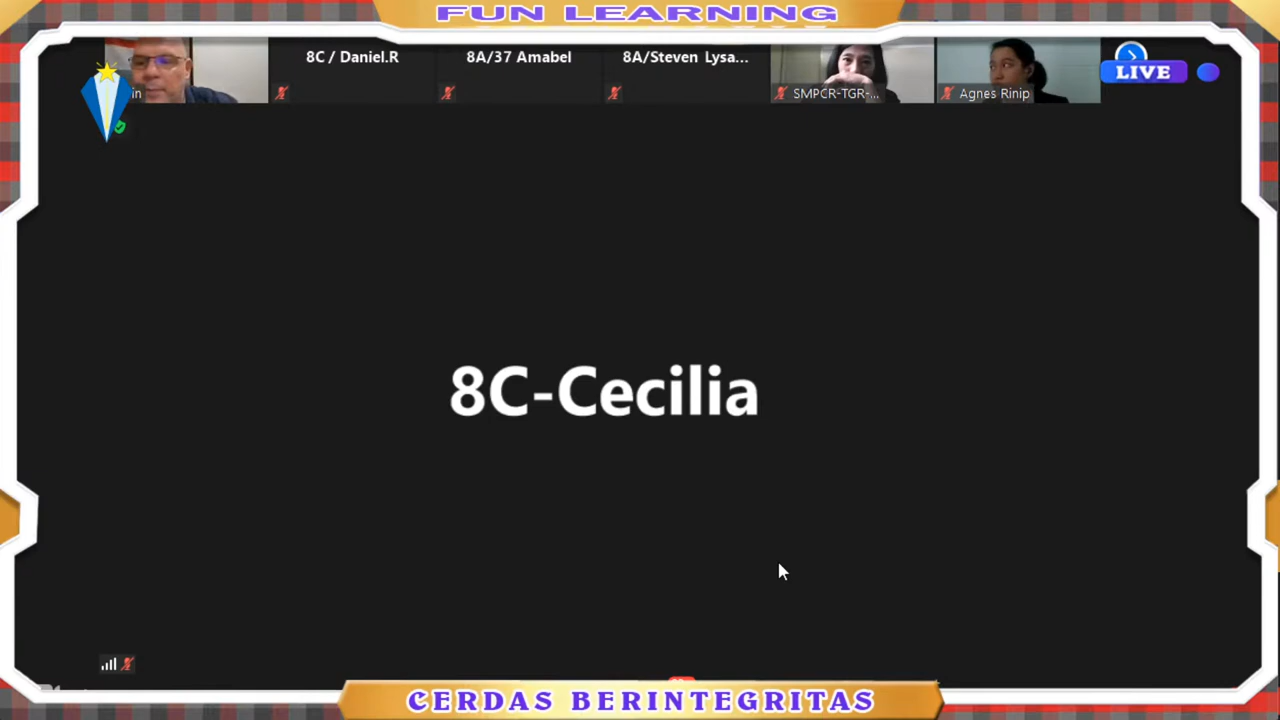 FUN LEARNING
in
8C / Daniel.R
8A/37 Amabel
8A/Steven Lysa...
SMPCR-TGR-...
Agnes Rinip
LIVE
8C-Cecilia
CERDAS BERINTEGRITAS